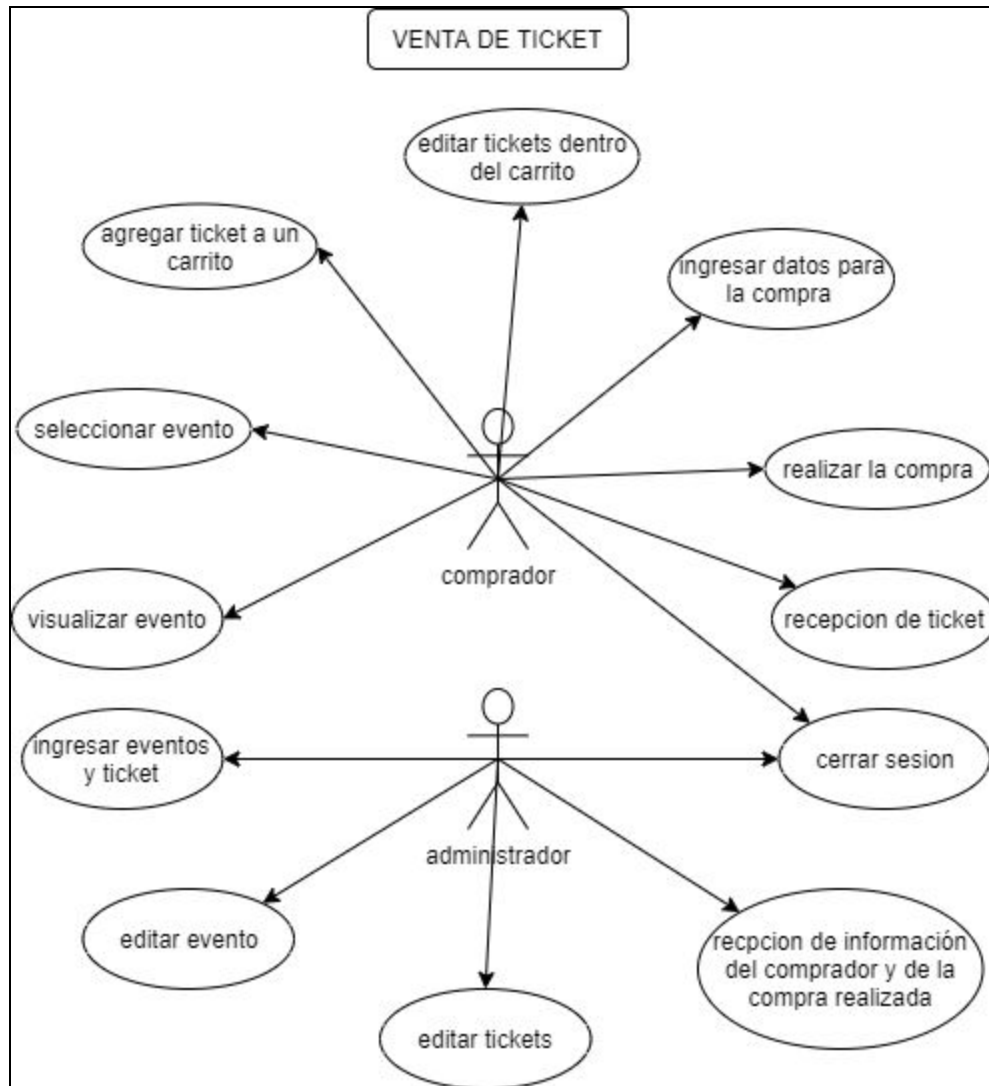 VENTA DE TICKET
editar tickets dentro
del carrito
agregar ticket a un
carrito
ingresar datos para
la compra
seleccionar evento
realizar la compra
comprador
visualizar evento
recepcion de ticket
ingresar eventos
y ticket
cerrar sesion
administrador
editar evento
recpcion de información
del comprador y de la
compra realizada
editar tickets